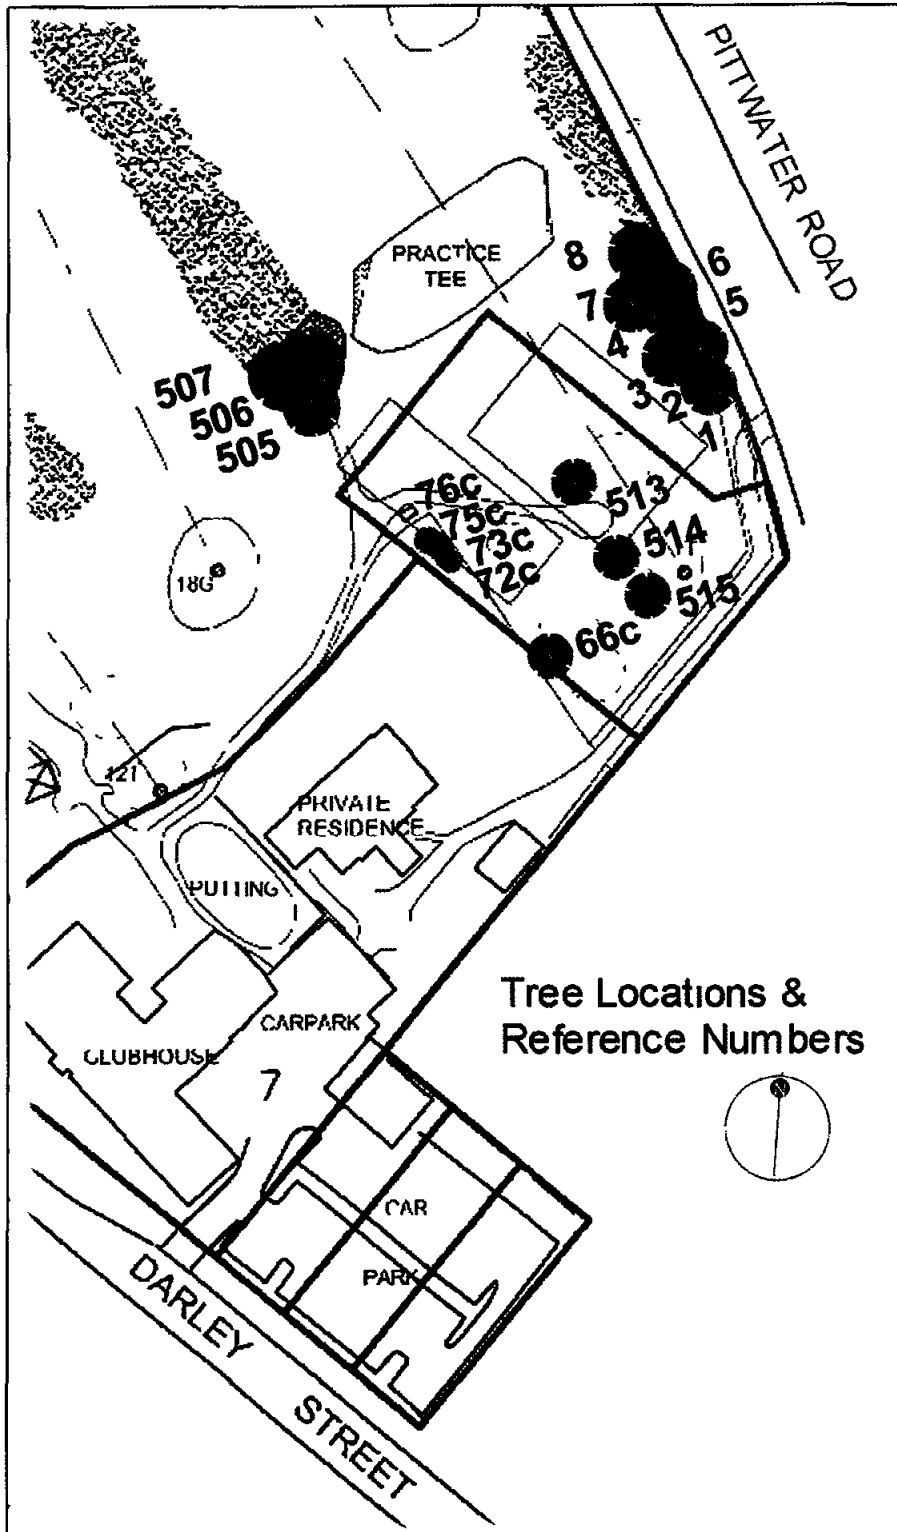 PITTWATER ROAD
PRACTICE
TEE
8
6
7
5
4
3
2
1
507
506
505
76c
75c
73c
72c
513
514
515
66c
18G
121
PRIVATE
RESIDENCE
PUTTING
CARPARK
CLUBHOUSE
7
Tree Locations &
Reference Numbers
N
CAR
PARK
DARLEY STREET